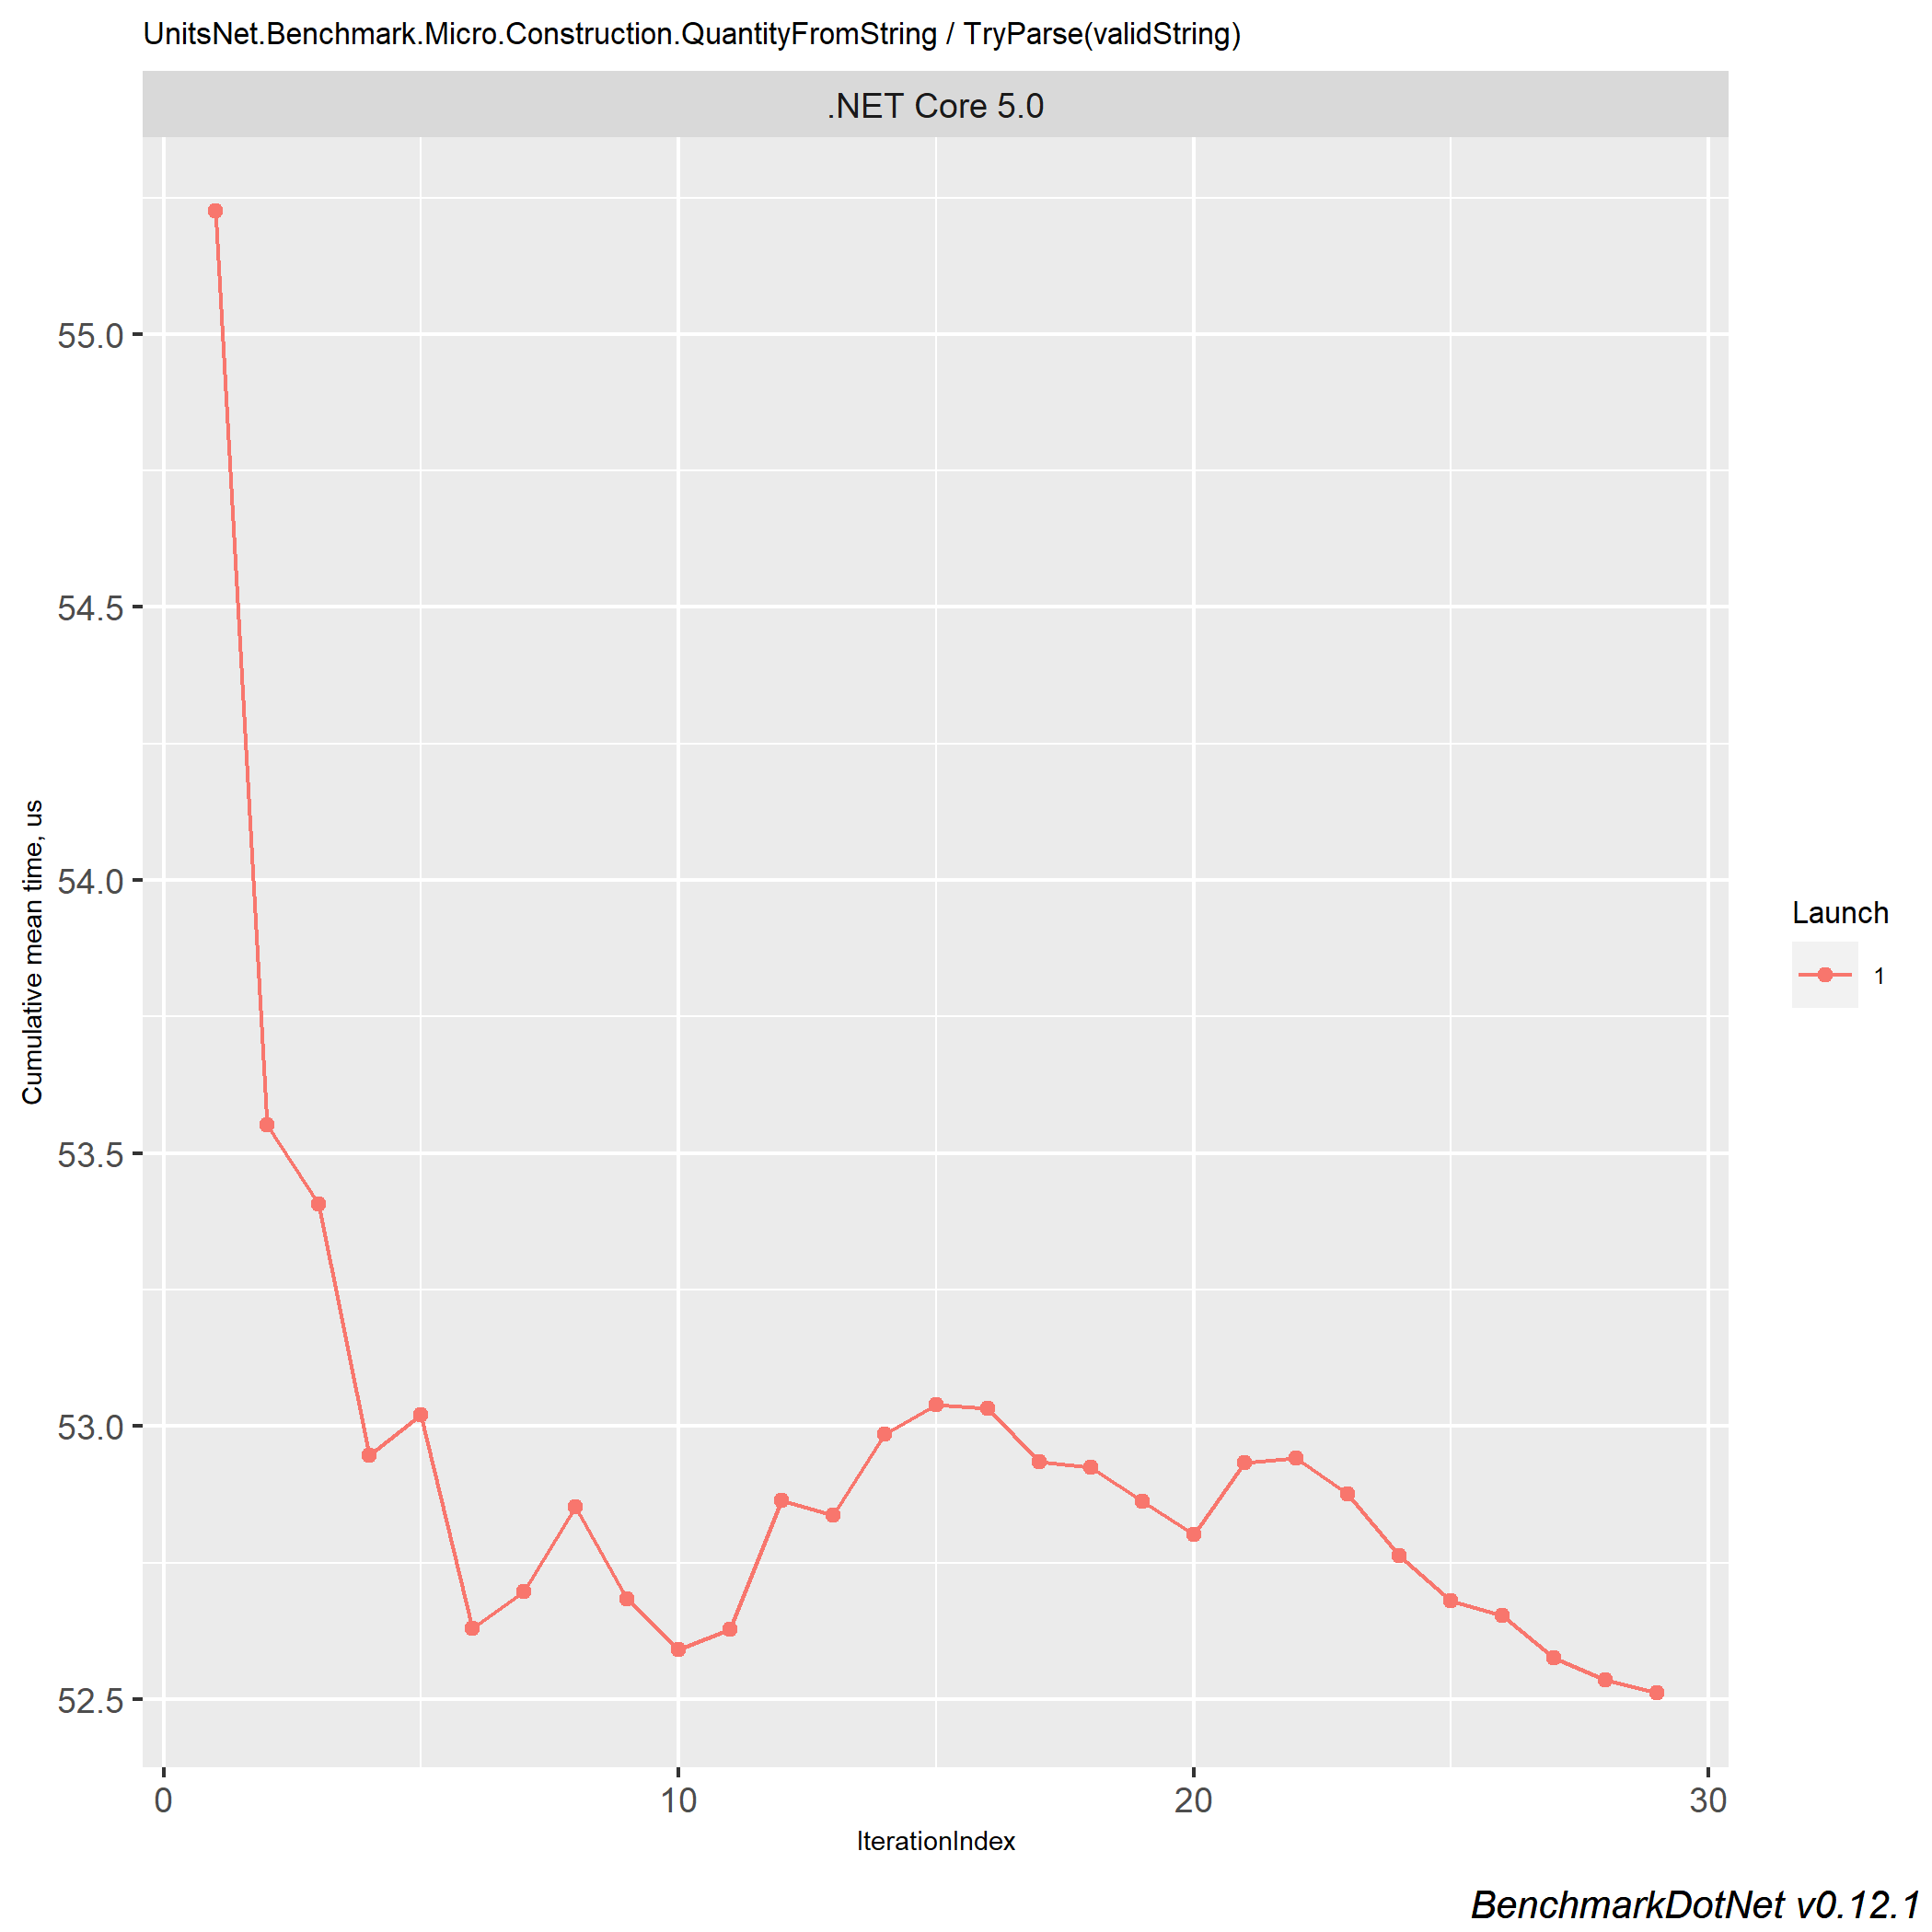 UnitsNet.Benchmark.Micro.Construction.QuantityFromString / TryParse(validString)
.NET Core 5.0
Cumulative mean time, us
55.0
54.5
54.0
53.5
53.0
52.5
0 10 20 30
IterationIndex
Launch
1
BenchmarkDotNet v0.12.1